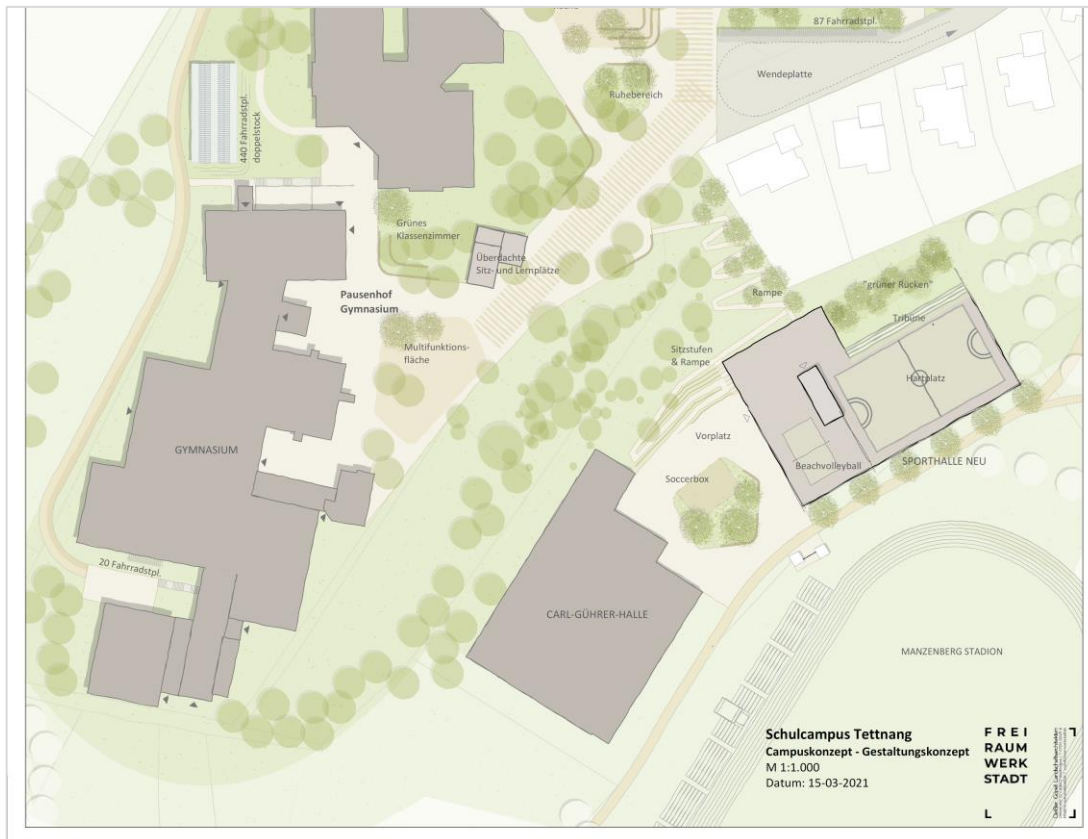 87 Fahrradstpl.
Wendeplatte
Ruhebereich
440 Fahrradstpl.
doppelstock
Grünes
Klassenzimmer
Überdachte
Sitz- und Lernplätze
Pausenhof
Gymnasium
Multifunktions-
fläche
Rampe
"grüner Rücken"
Tribüne
Sitzstufen
& Rampe
Hartplatz
Vorplatz
GYMNASIUM
Beachvolleyball
SPORTHALLE NEU
Soccerbox
20 Fahrradstpl.
CARL-GÜHRER-HALLE
MANZENBERG STADION
Schulcampus Tettnang
Campuskonzept - Gestaltungskonzept
M 1:1.000
Datum: 15-03-2021
FREI
RAUM
WERK
STADT
L